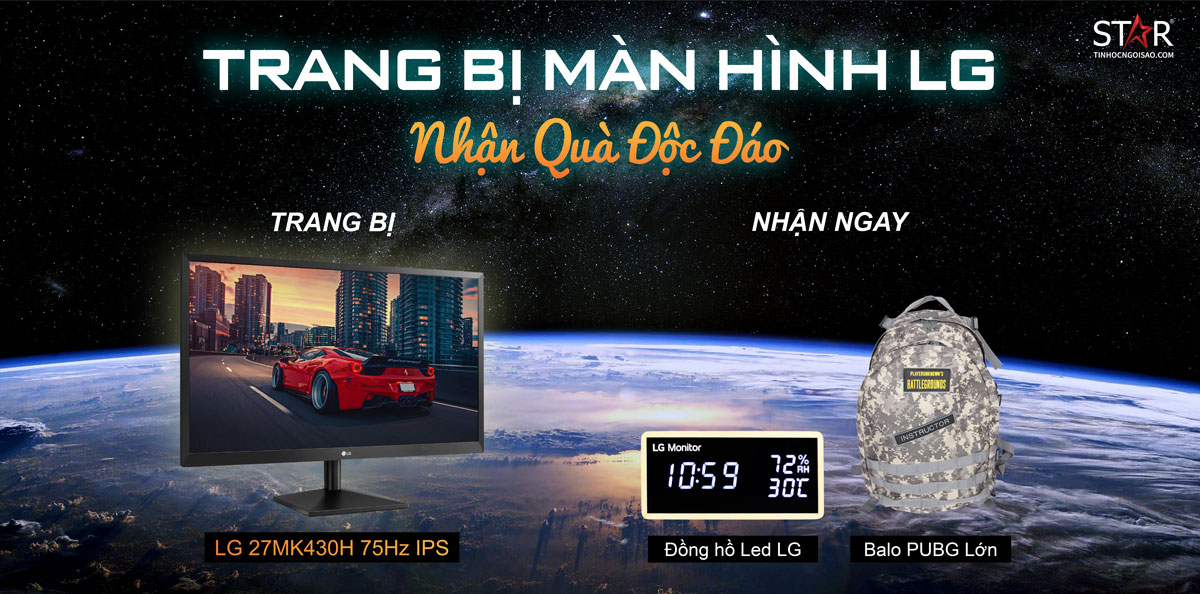 STAR
TINHOCNGOISAO.COM
TRANG BỊ MÀN HÌNH LG
Nhận Quà Độc Đáo
TRANG BỊ
NHẬN NGAY
LG
LG 27MK430H 75Hz IPS
LG Monitor
10:59
72%
RH
30°C
Đồng hồ Led LG
PLAYERUNKNOWN'S
BATTLEGROUNDS
INSTRUCTOR
Balo PUBG Lớn